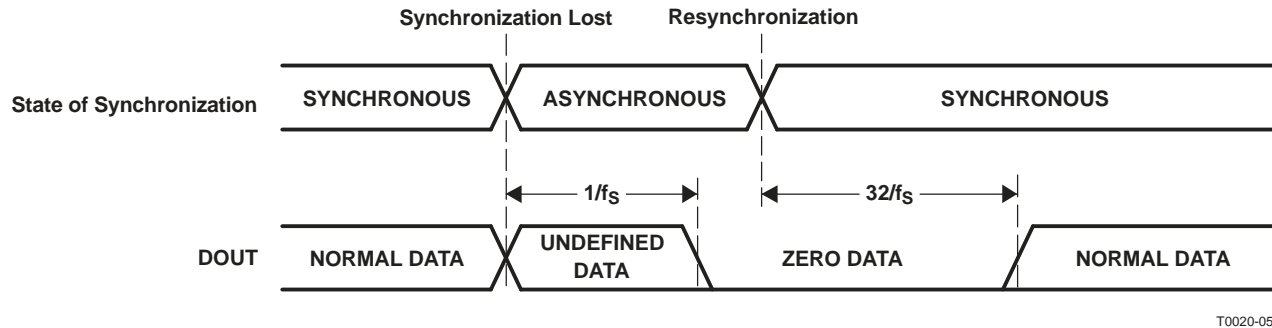 Synchronization Lost
Resynchronization
State of Synchronization
SYNCHRONOUS
ASYNCHRONOUS
SYNCHRONOUS
1/fS
32/fS
DOUT
NORMAL DATA
UNDEFINED
DATA
ZERO DATA
NORMAL DATA
T0020-05